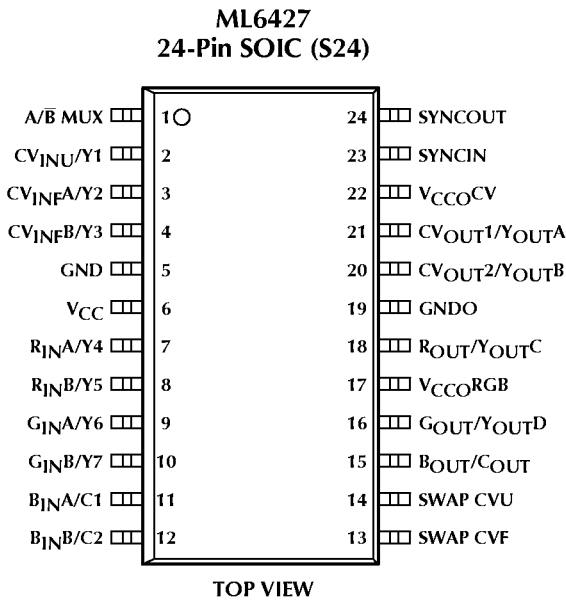 ML6427
24-Pin SOIC (S24)
A/B̅ MUX 1 24 SYNCOUT
CVINU/Y1 2 23 SYNCIN
CVINFA/Y2 3 22 VCCOCV
CVINFB/Y3 4 21 CVOUT1/YOUTA
GND 5 20 CVOUT2/YOUTB
VCC 6 19 GNDO
RINA/Y4 7 18 ROUT/YOUTC
RINB/Y5 8 17 VCCORGB
GINA/Y6 9 16 GOUT/YOUTD
GINB/Y7 10 15 BOUT/COUT
BINA/C1 11 14 SWAP CVU
BINB/C2 12 13 SWAP CVF
TOP VIEW